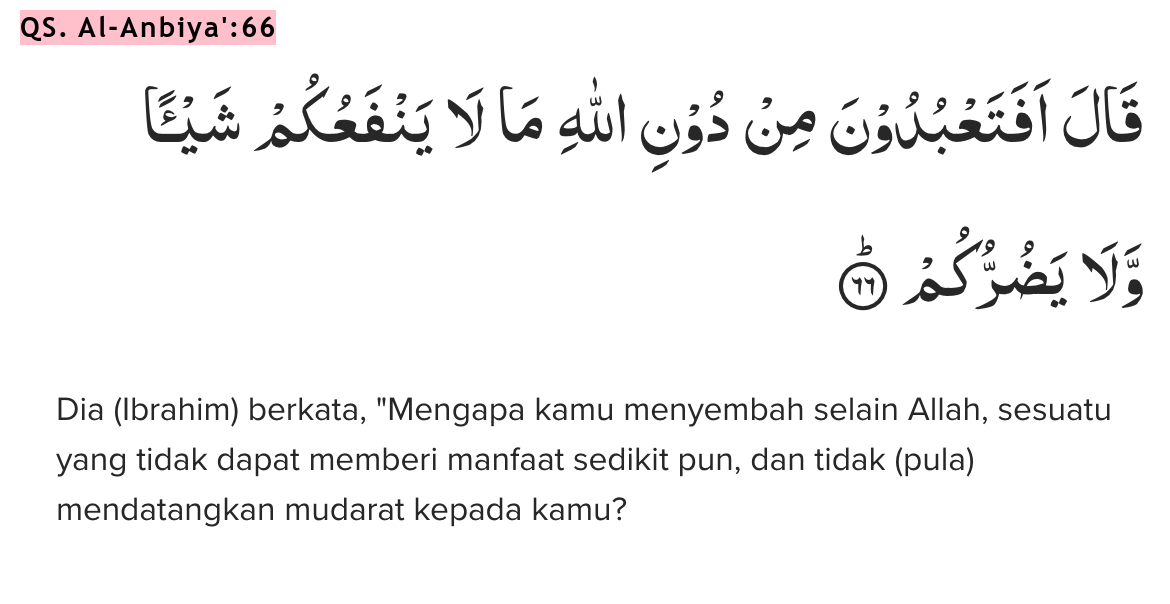 QS. Al-Anbiya':66
قَالَ اَفَتَعْبُدُوْنَ مِنْ دُوْنِ اللّٰهِ مَا لَا يَنْفَعُكُمْ شَيْـًٔا
وَّلَا يَضُرُّكُمْ ۗ ٦٦
Dia (Ibrahim) berkata, "Mengapa kamu menyembah selain Allah, sesuatu
yang tidak dapat memberi manfaat sedikit pun, dan tidak (pula)
mendatangkan mudarat kepada kamu?